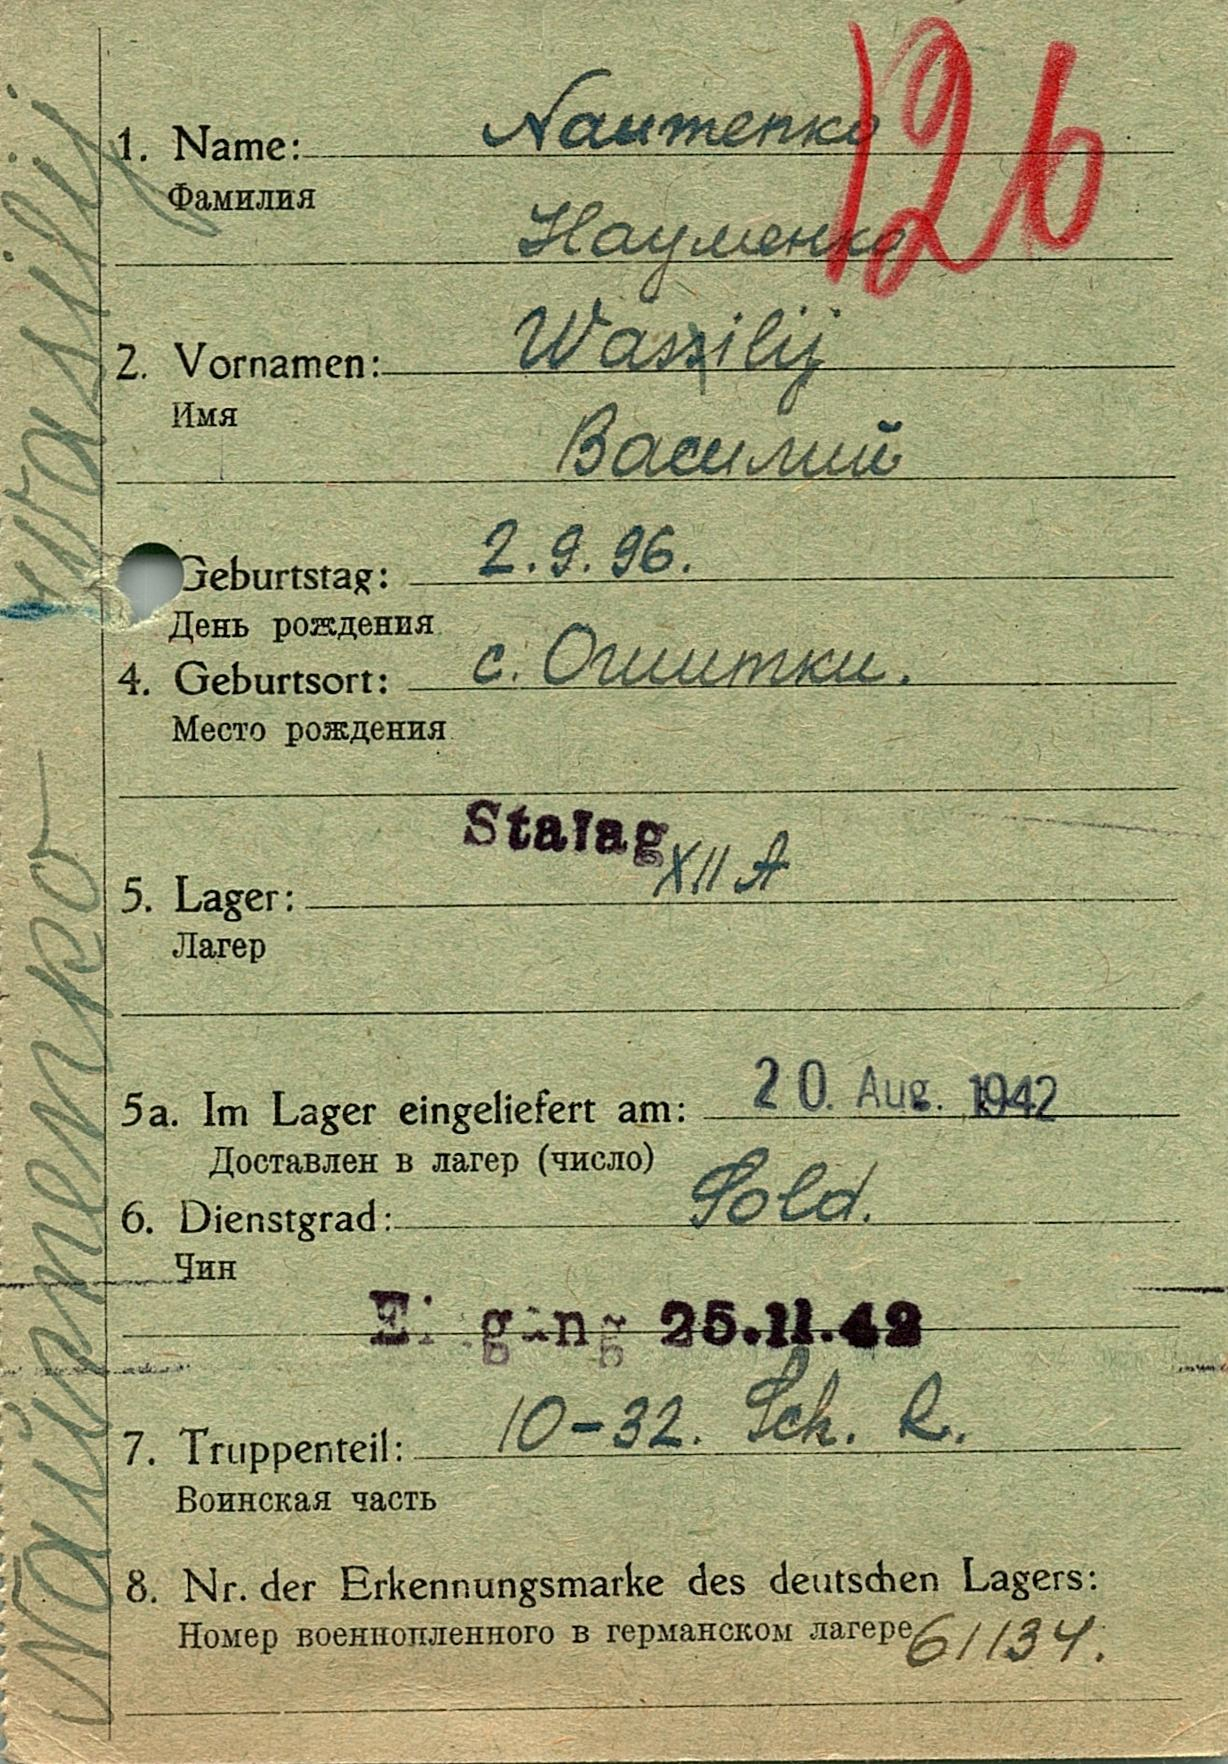 126
1. Name: Naumenko
Фамилия
Науменко
2. Vornamen: Wassilij
Имя
Василий
Geburtstag: 2.9.96.
День рождения
4. Geburtsort: с.
Место рождения
Stalag XII A
5. Lager:
Лагерь
5a. Im Lager eingeliefert am: 20. Aug. 1942
Доставлен в лагер (число)
6. Dienstgrad: Sold.
Чин
Eingang 25.11.42
7. Truppenteil: 10-32. Sch. R.
Воинская часть
8. Nr. der Erkennungsmarke des deutschen Lagers:
Номер военнопленного в германском лагере 61134.
Naumenko Wasilij